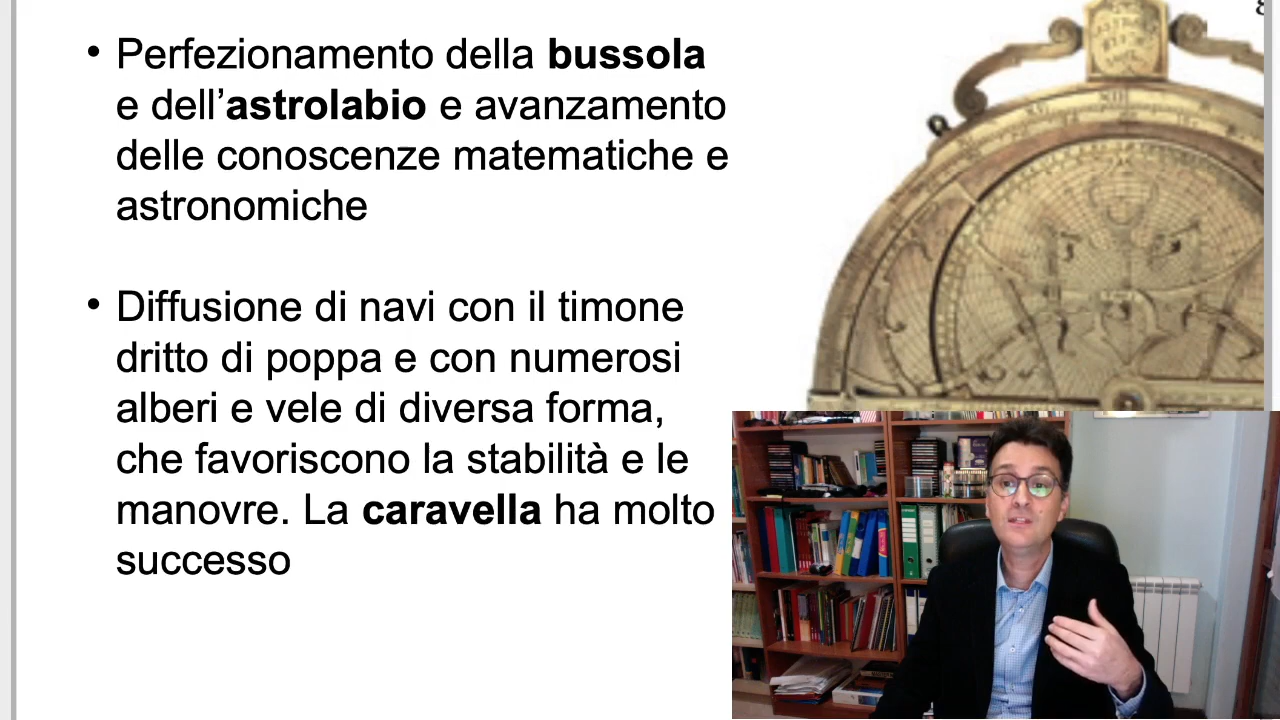 • Perfezionamento della bussola
e dell’astrolabio e avanzamento
delle conoscenze matematiche e
astronomiche
• Diffusione di navi con il timone
dritto di poppa e con numerosi
alberi e vele di diversa forma,
che favoriscono la stabilità e le
manovre. La caravella ha molto
successo